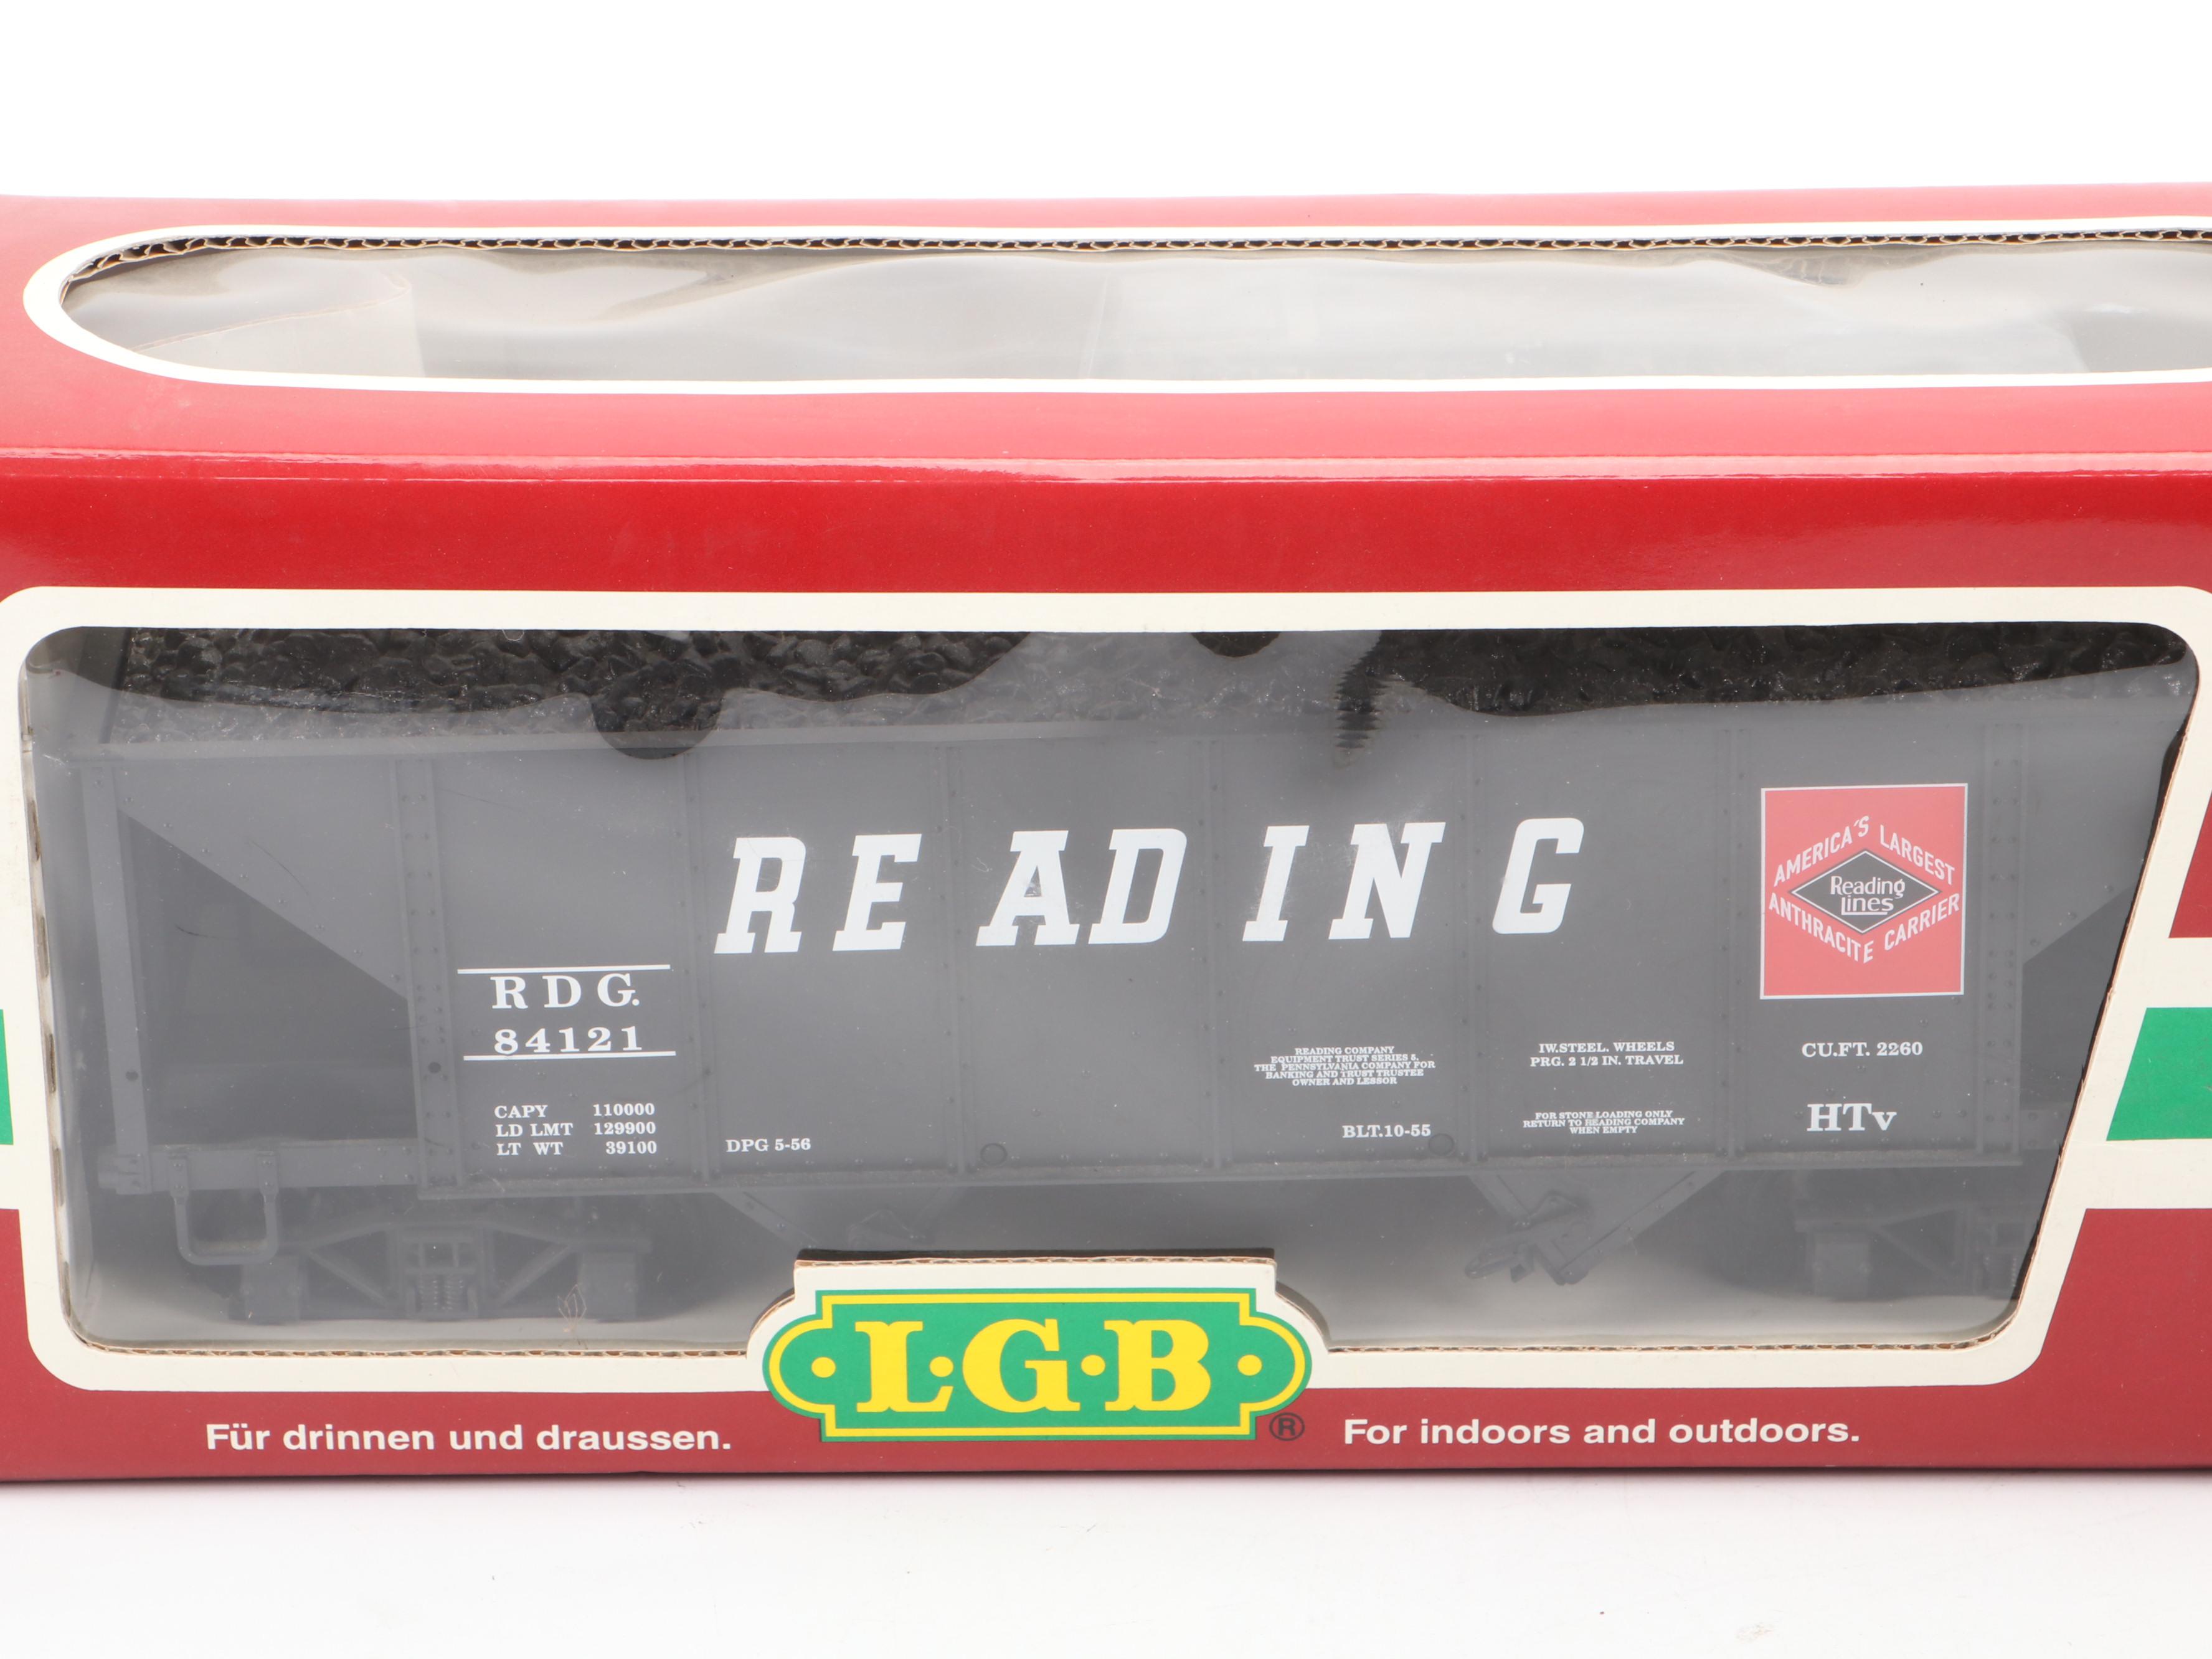 READING
AMERICA'S LARGEST
Reading
Lines
ANTHRACITE CARRIER
RDG.
84121
CAPY 110000
LD LMT 129900
LT WT 39100
DPG 5-56
READING COMPANY
EQUIPMENT TRUST SERIES S.
THE PENNSYLVANIA COMPANY FOR
BANKING AND TRUST TRUSTEE
OWNER AND LESSOR
BLT.10-55
IW.STEEL. WHEELS
PRG. 2 1/2 IN. TRAVEL
FOR STONE LOADING ONLY
RETURN TO READING COMPANY
WHEN EMPTY
CU.FT. 2260
HTv
L·G·B
®
Für drinnen und draussen.
For indoors and outdoors.